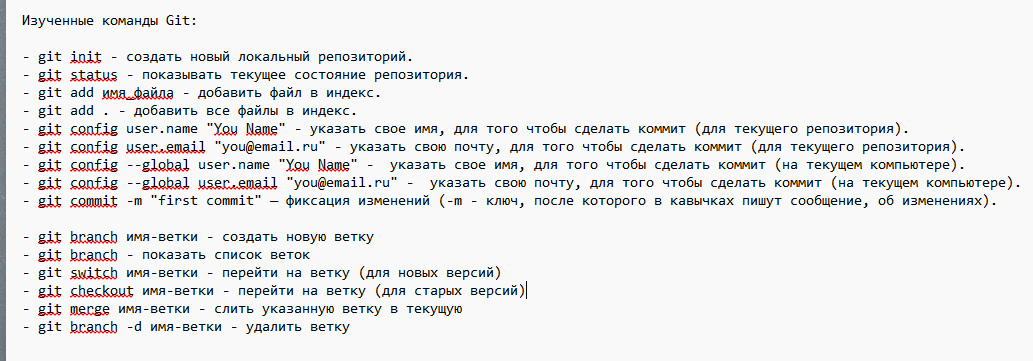 Изученные команды Git:
- git init - создать новый локальный репозиторий.
- git status - показывать текущее состояние репозитория.
- git add имя_файла - добавить файл в индекс.
- git add . - добавить все файлы в индекс.
- git config user.name "You Name" - указать свое имя, для того чтобы сделать коммит (для текущего репозитория).
- git config user.email "you@email.ru" - указать свою почту, для того чтобы сделать коммит (для текущего репозитория).
- git config --global user.name "You Name" -  указать свое имя, для того чтобы сделать коммит (на текущем компьютере).
- git config --global user.email "you@email.ru" -  указать свою почту, для того чтобы сделать коммит (на текущем компьютере).
- git commit -m "first commit" – фиксация изменений (-m - ключ, после которого в кавычках пишут сообщение, об изменениях).
- git branch имя-ветки - создать новую ветку
- git branch - показать список веток
- git switch имя-ветки - перейти на ветку (для новых версий)
- git checkout имя-ветки - перейти на ветку (для старых версий)
- git merge имя-ветки - слить указанную ветку в текущую
- git branch -d имя-ветки - удалить ветку